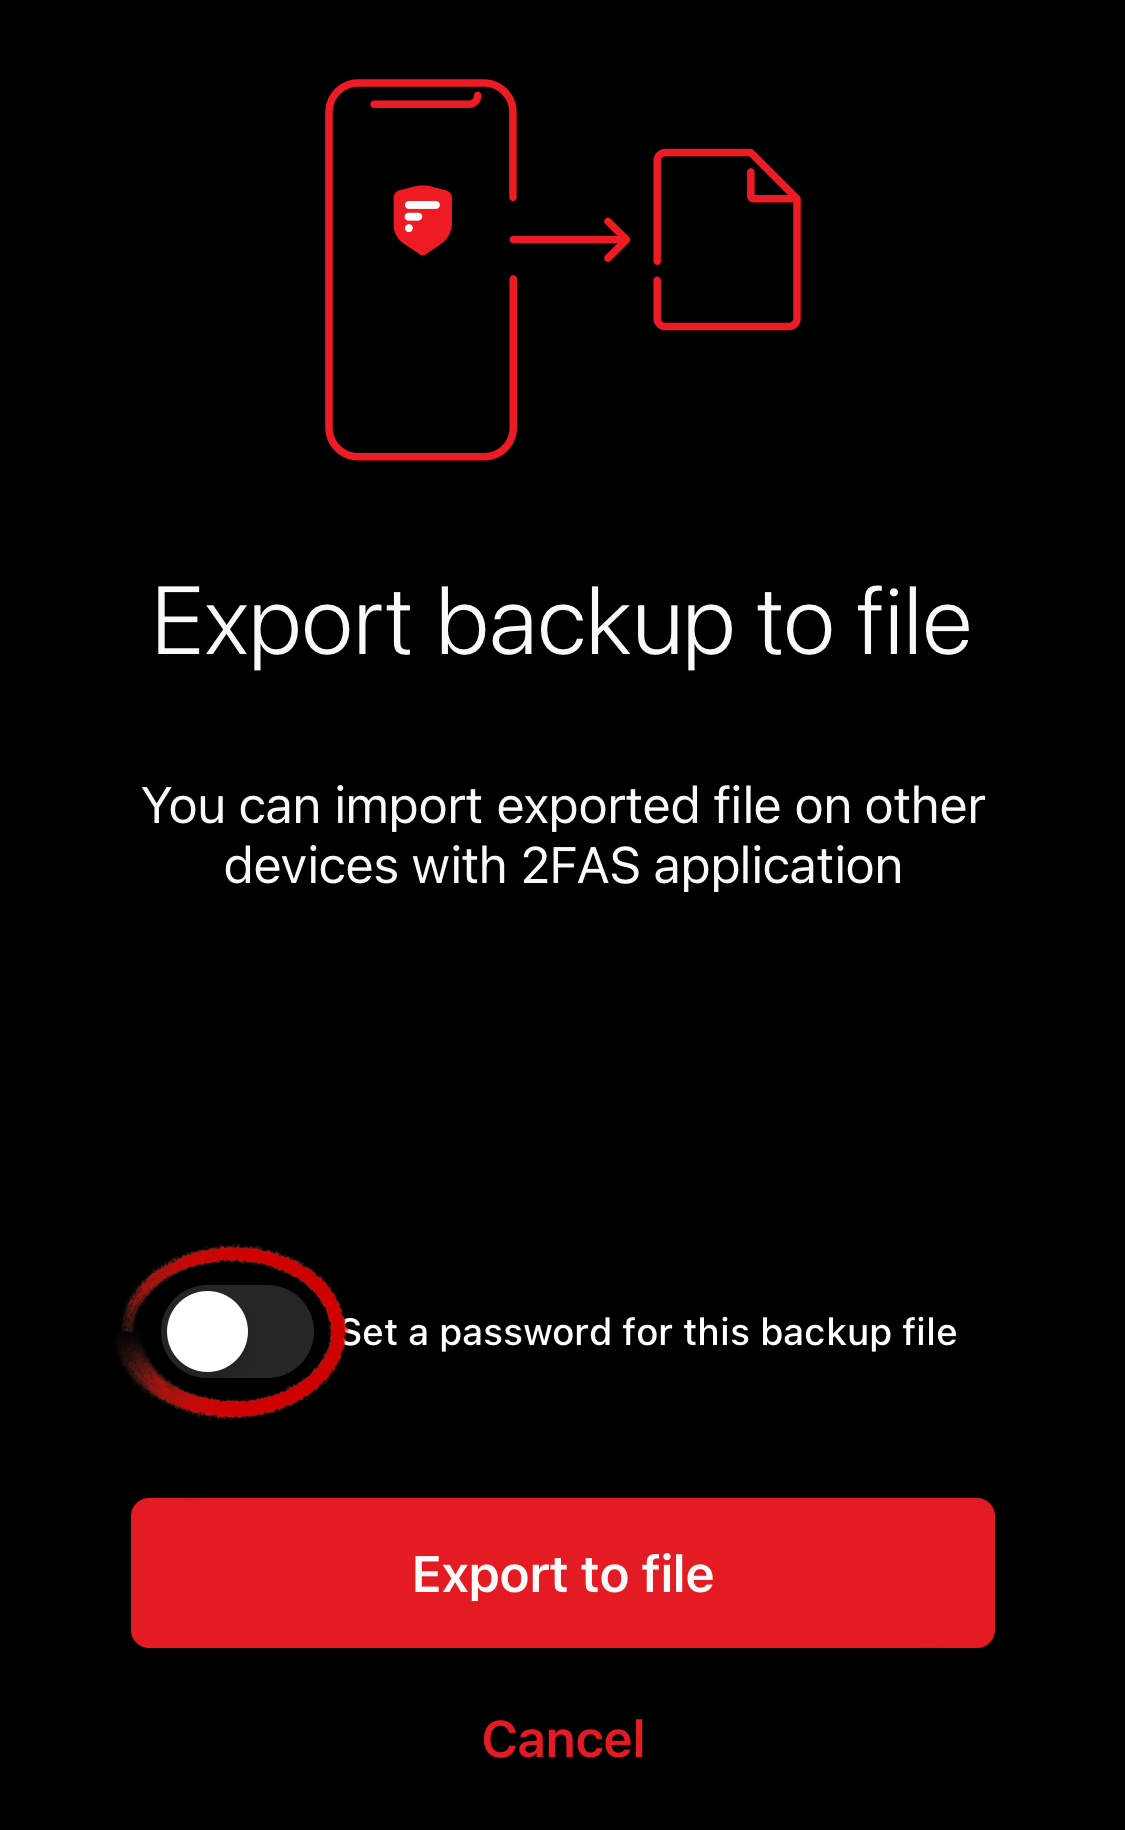 Export backup to file
You can import exported file on other
devices with 2FAS application
Set a password for this backup file
Export to file
Cancel